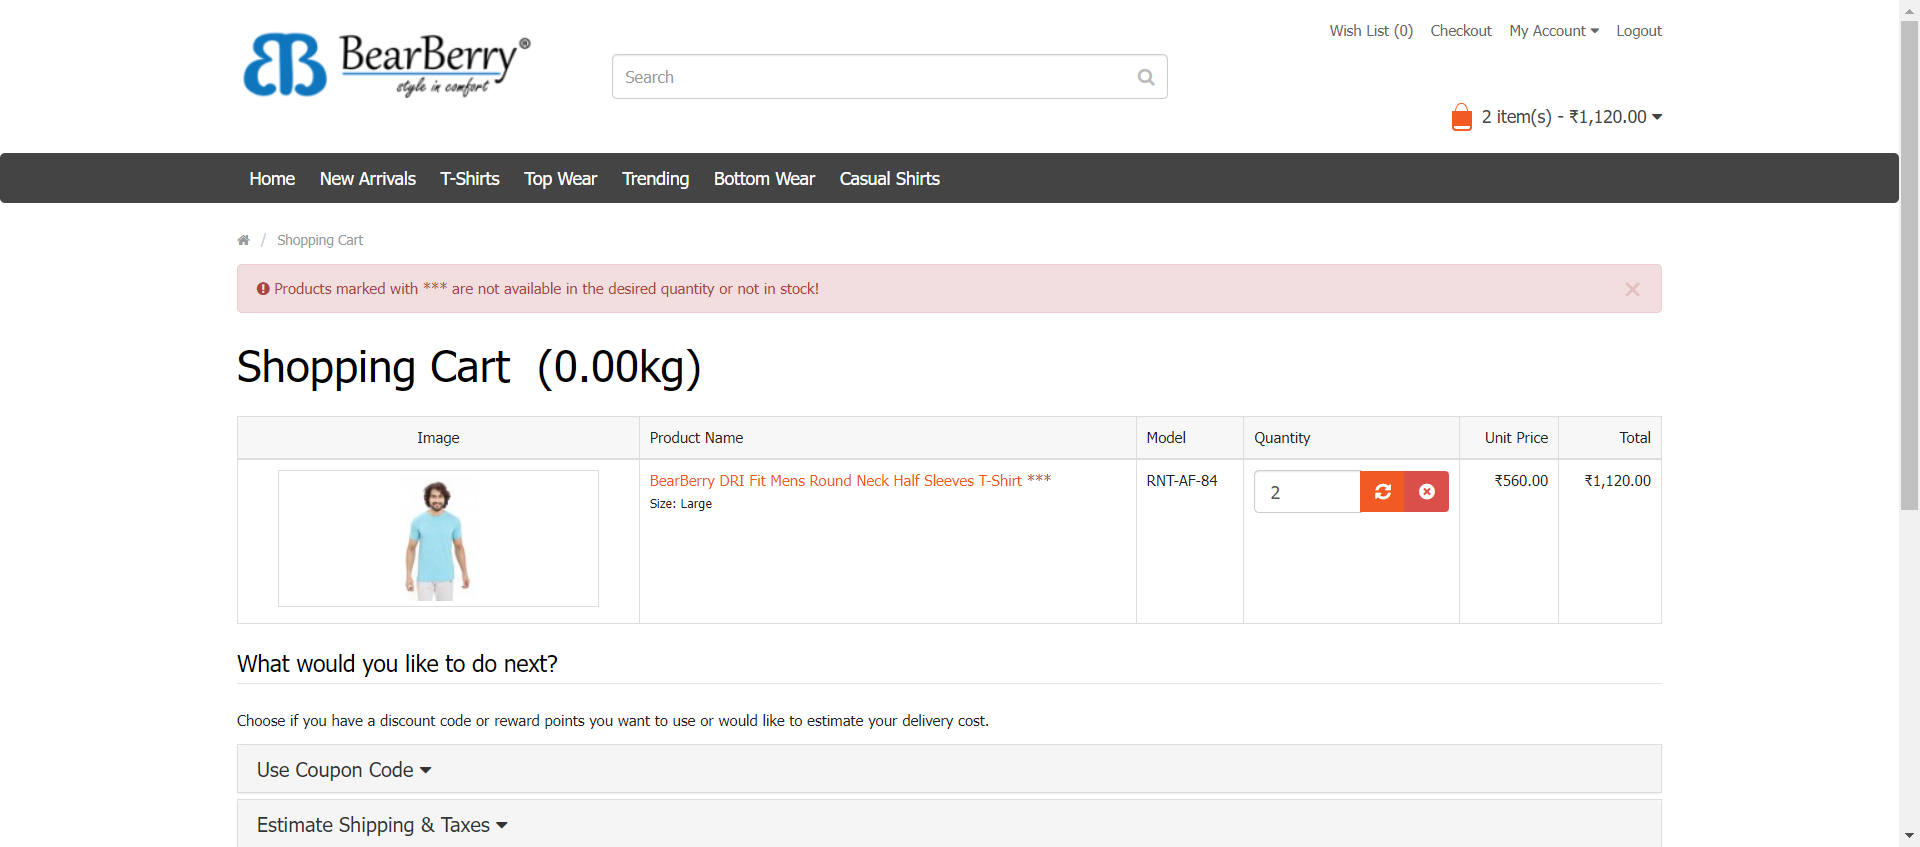 Wish List (0) Checkout My Account Logout
BearBerry®
style in comfort
Search
2 item(s) - ₹1,120.00
Home New Arrivals T-Shirts Top Wear Trending Bottom Wear Casual Shirts
/ Shopping Cart
Products marked with *** are not available in the desired quantity or not in stock! ×
Shopping Cart (0.00kg)
Image Product Name Model Quantity Unit Price Total
BearBerry DRI Fit Mens Round Neck Half Sleeves T-Shirt *** RNT-AF-84 2 ₹560.00 ₹1,120.00
Size: Large
What would you like to do next?
Choose if you have a discount code or reward points you want to use or would like to estimate your delivery cost.
Use Coupon Code
Estimate Shipping & Taxes